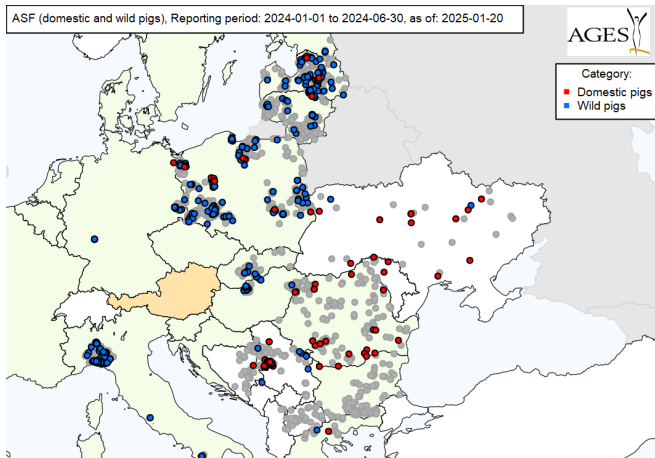 ASF (domestic and wild pigs), Reporting period: 2024-01-01 to 2024-06-30, as of: 2025-01-20
AGES
Category:
Domestic pigs
Wild pigs